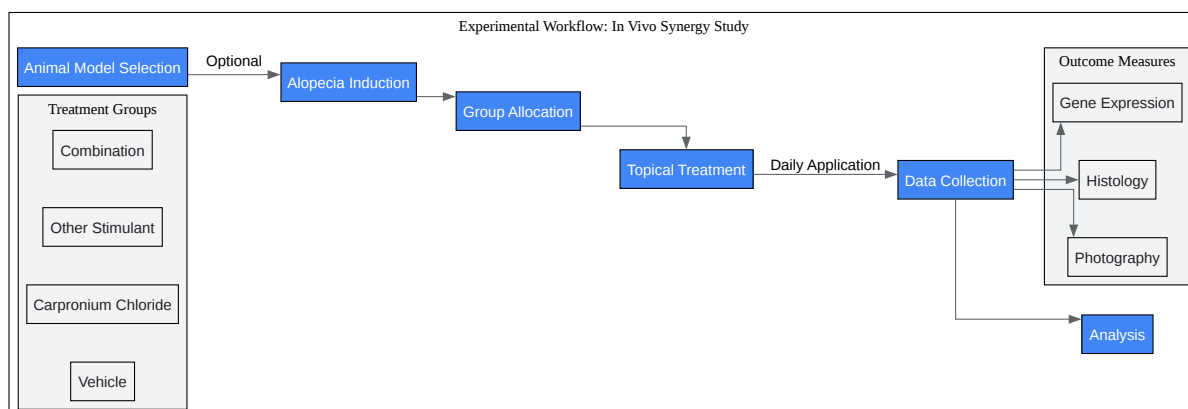 Experimental Workflow: In Vivo Synergy Study
Animal Model Selection
Optional
Alopecia Induction
Group Allocation
Topical Treatment
Daily Application
Data Collection
Outcome Measures
Gene Expression
Histology
Photography
Analysis
Treatment Groups
Combination
Other Stimulant
Carpronium Chloride
Vehicle